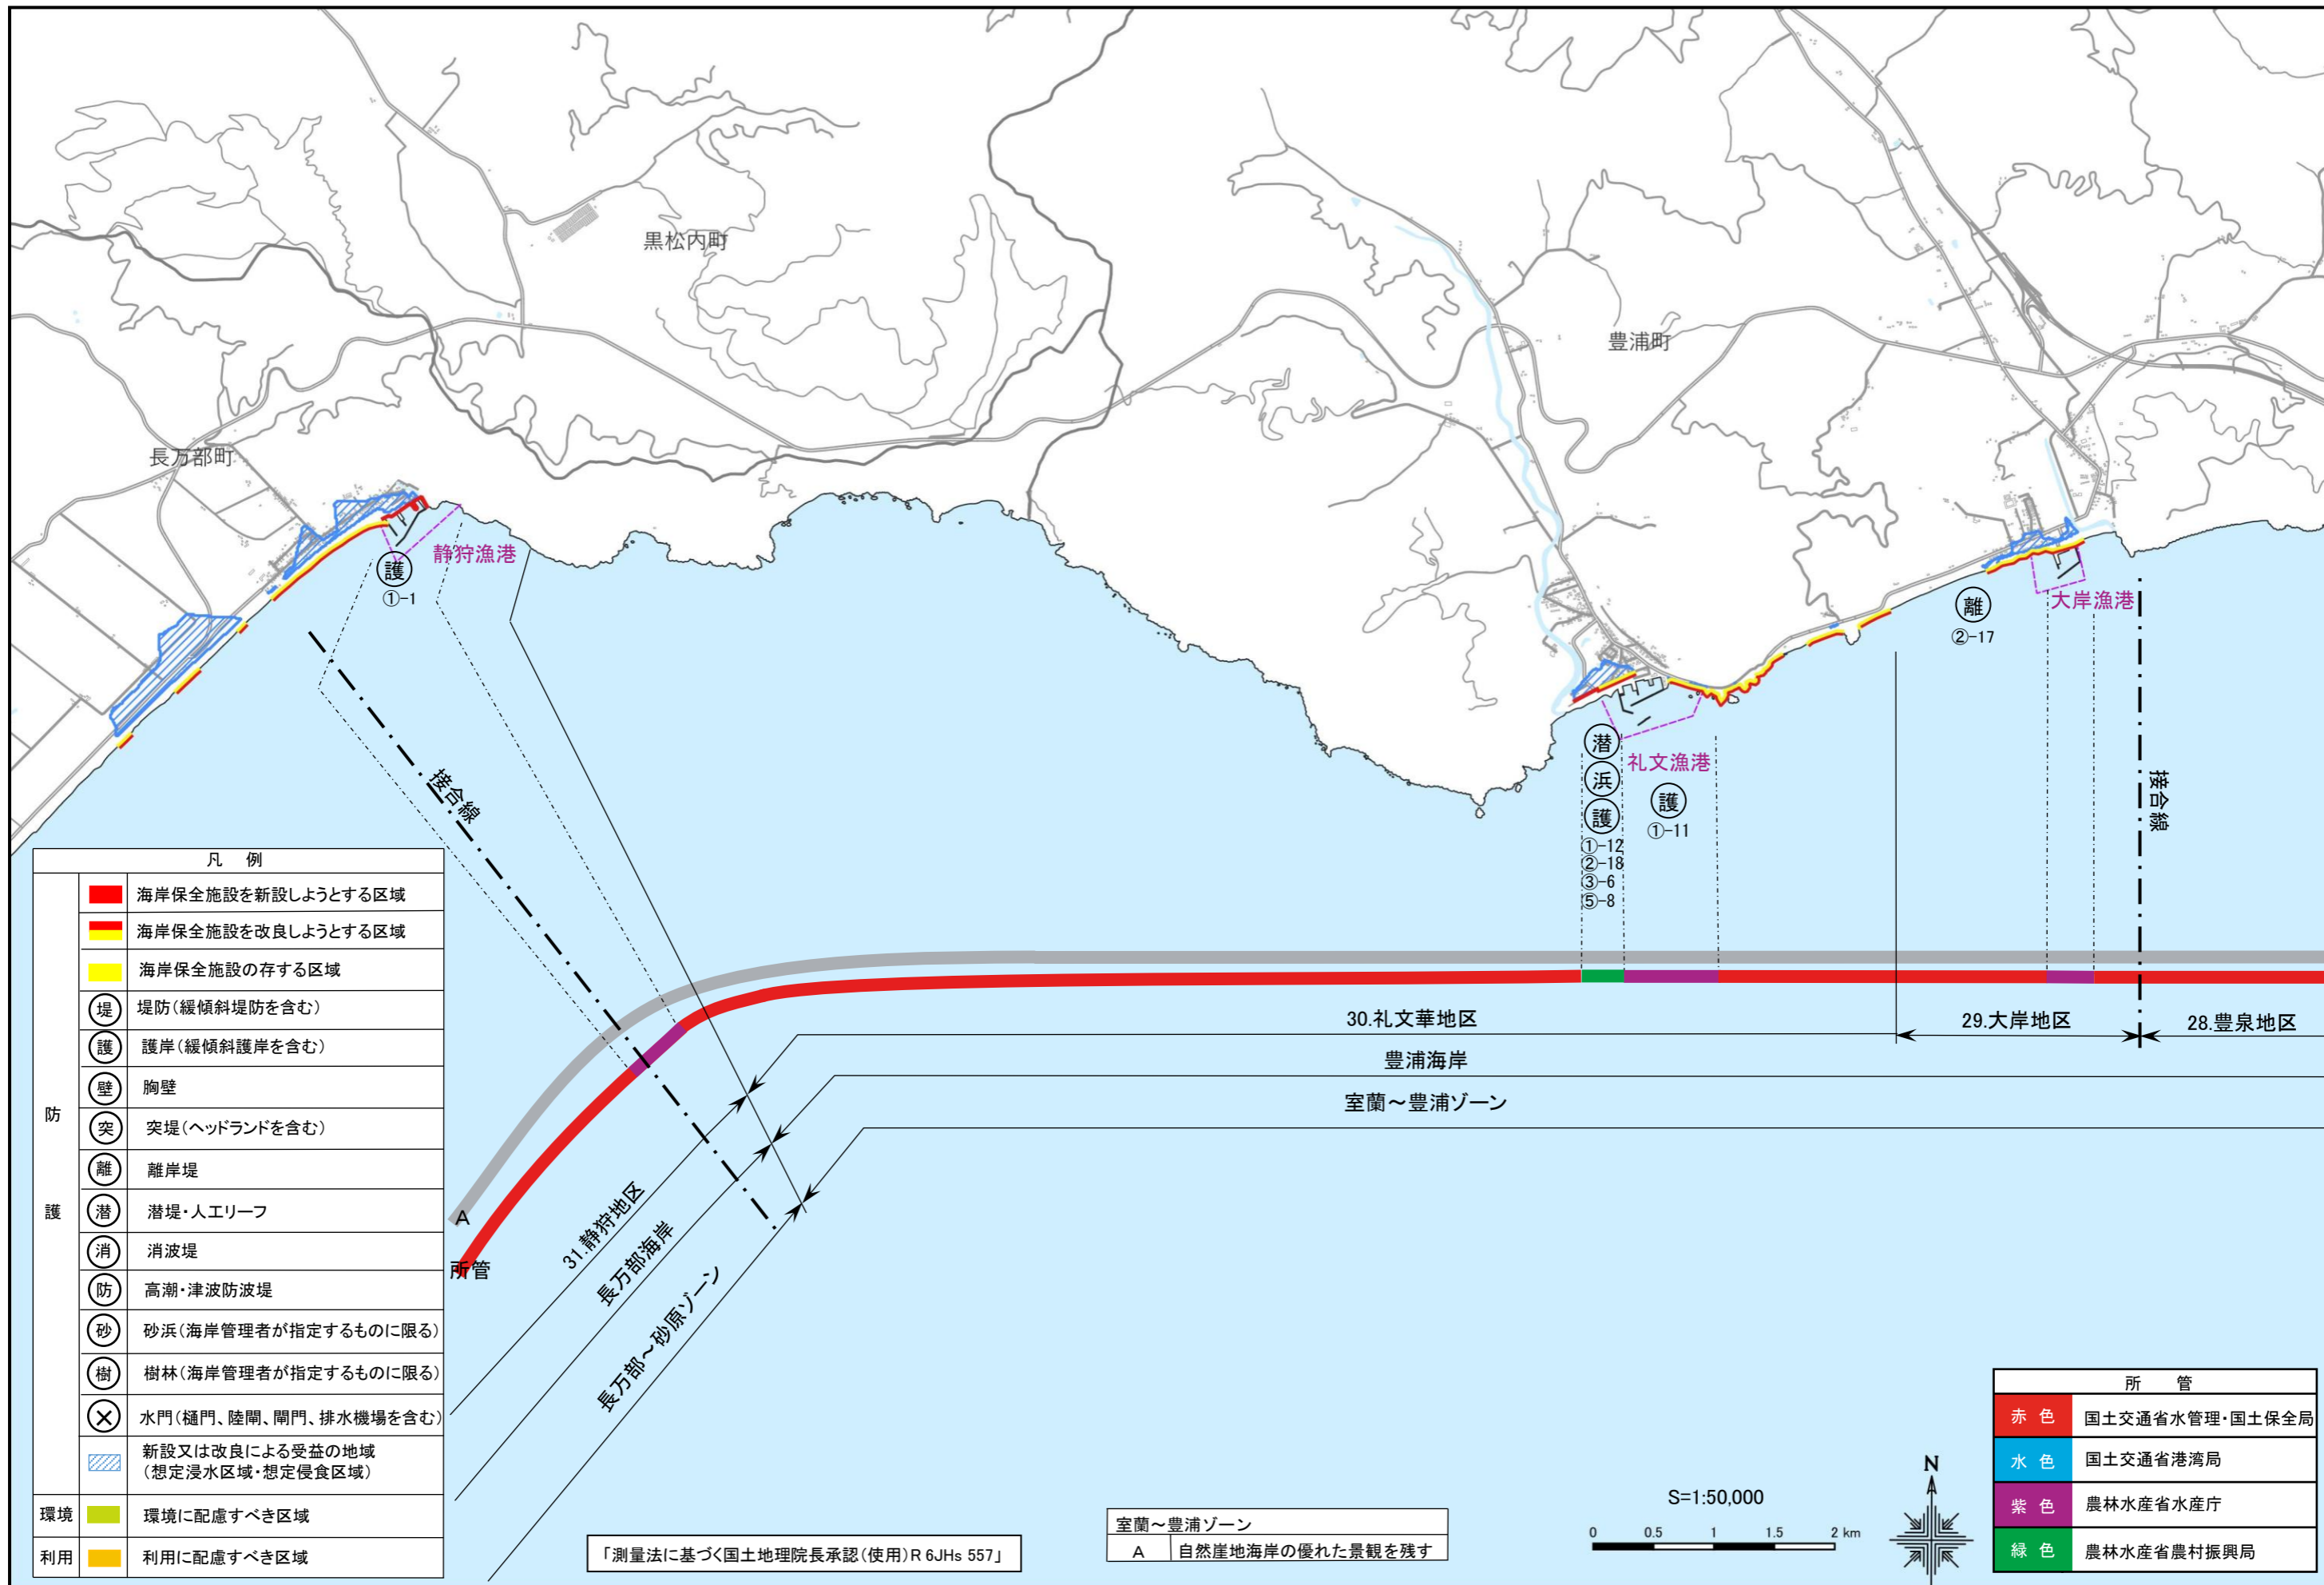 黒松内町
豊浦町
長万部町
静狩漁港
護
①-1
大岸漁港
離
②-17
礼文漁港
潜
浜
護
①-12
②-18
③-6
⑤-8
護
①-11
接合線
接合線
30.礼文華地区
29.大岸地区
28.豊泉地区
豊浦海岸
室蘭～豊浦ゾーン
A
所管
31.静狩地区
長万部海岸
長万部～砂原ゾーン
凡 例
防護
海岸保全施設を新設しようとする区域
海岸保全施設を改良しようとする区域
海岸保全施設の存する区域
堤 堤防(緩傾斜堤防を含む)
護 護岸(緩傾斜護岸を含む)
壁 胸壁
突 突堤(ヘッドランドを含む)
離 離岸堤
潜 潜堤・人工リーフ
消 消波堤
防 高潮・津波防波堤
砂 砂浜(海岸管理者が指定するものに限る)
樹 樹林(海岸管理者が指定するものに限る)
水門(樋門、陸閘、閘門、排水機場を含む)
新設又は改良による受益の地域
(想定浸水区域・想定侵食区域)
環境 環境に配慮すべき区域
利用 利用に配慮すべき区域
「測量法に基づく国土地理院長承認(使用)R 6JHs 557」
室蘭～豊浦ゾーン
A 自然崖地海岸の優れた景観を残す
S=1:50,000
0 0.5 1 1.5 2 km
N
所 管
赤 色 国土交通省水管理・国土保全局
水 色 国土交通省港湾局
紫 色 農林水産省水産庁
緑 色 農林水産省農村振興局